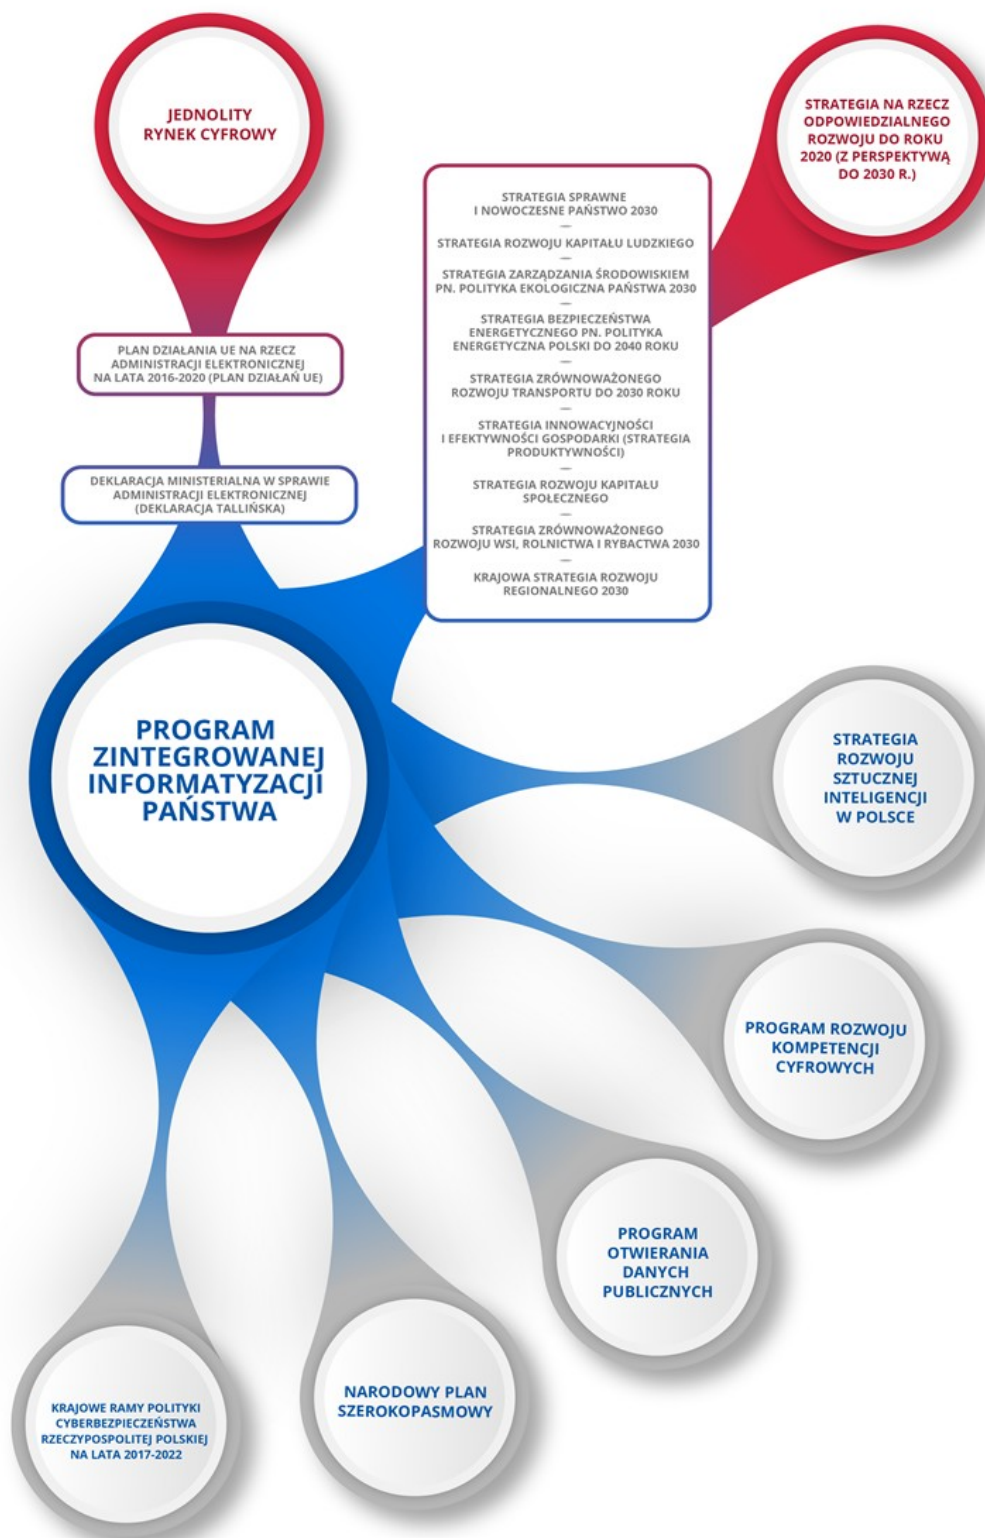 JEDNOLITY
RYNEK CYFROWY
STRATEGIA NA RZECZ
ODPOWIEDZIALNEGO
ROZWOJU DO ROKU
2020 (Z PERSPEKTYWĄ
DO 2030 R.)
STRATEGIA SPRAWNE
I NOWOCZESNE PAŃSTWO 2030
—
STRATEGIA ROZWOJU KAPITAŁU LUDZKIEGO
—
STRATEGIA ZARZĄDZANIA ŚRODOWISKIEM
PN. POLITYKA EKOLOGICZNA PAŃSTWA 2030
—
STRATEGIA BEZPIECZEŃSTWA
ENERGETYCZNEGO PN. POLITYKA
ENERGETYCZNA POLSKI DO 2040 ROKU
—
STRATEGIA ZRÓWNOWAŻONEGO
ROZWOJU TRANSPORTU DO 2030 ROKU
—
STRATEGIA INNOWACYJNOŚCI
I EFEKTYWNOŚCI GOSPODARKI (STRATEGIA
PRODUKTYWNOŚCI)
—
STRATEGIA ROZWOJU KAPITAŁU
SPOŁECZNEGO
—
STRATEGIA ZRÓWNOWAŻONEGO
ROZWOJU WSI, ROLNICTWA I RYBACTWA 2030
—
KRAJOWA STRATEGIA ROZWOJU
REGIONALNEGO 2030
PLAN DZIAŁANIA UE NA RZECZ
ADMINISTRACJI ELEKTRONICZNEJ
NA LATA 2016-2020 (PLAN DZIAŁAŃ UE)
DEKLARACJA MINISTERIALNA W SPRAWIE
ADMINISTRACJI ELEKTRONICZNEJ
(DEKLARACJA TALLIŃSKA)
PROGRAM
ZINTEGROWANEJ
INFORMATYZACJI
PAŃSTWA
STRATEGIA
ROZWOJU
SZTUCZNEJ
INTELIGENCJI
W POLSCE
PROGRAM ROZWOJU
KOMPETENCJI
CYFROWYCH
PROGRAM
OTWIERANIA
DANYCH
PUBLICZNYCH
NARODOWY PLAN
SZEROKOPASMOWY
KRAJOWE RAMY POLITYKI
CYBERBEZPIECZEŃSTWA
RZECZYPOSPOLITEJ POLSKIEJ
NA LATA 2017-2022